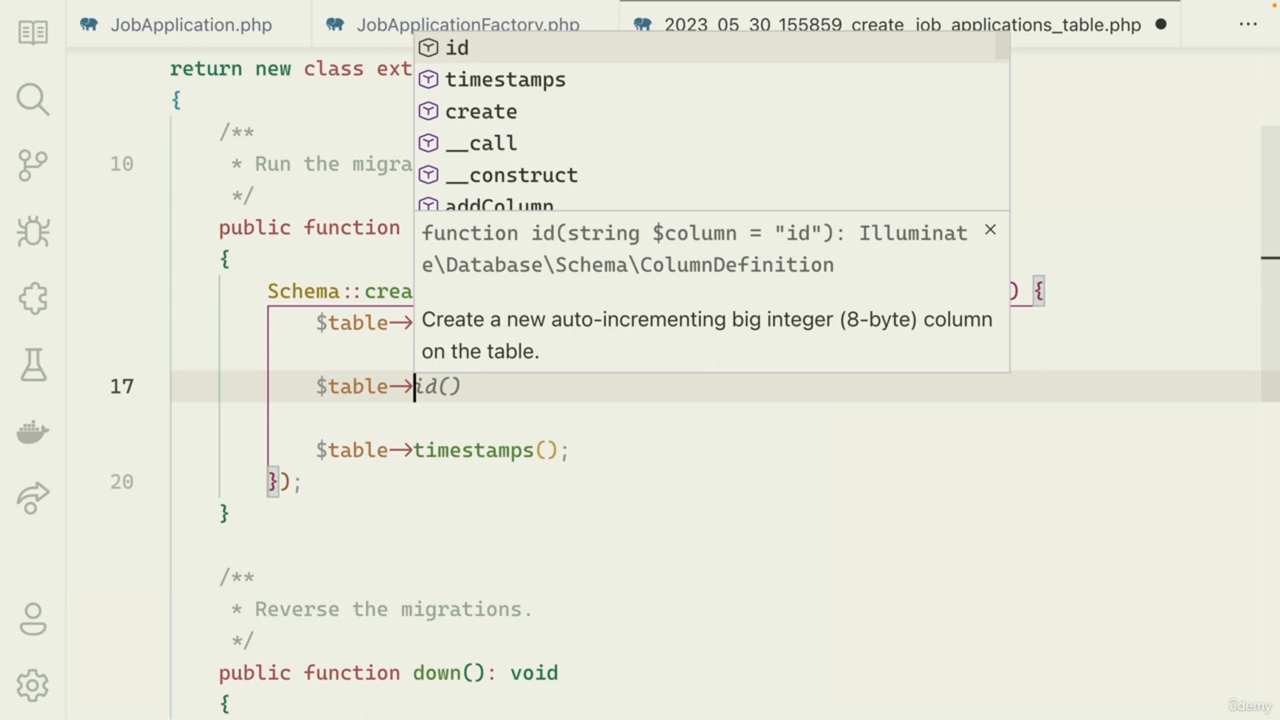 JobApplication.php
JobApplicationFactory.php
2023_05_30_155859_create_job_applications_table.php
return new class ext
{
/**
10
* Run the migra
*/
public function
{
Schema::crea
) {
$table→
17
$table→id()
$table→timestamps();
20
});
}
/**
* Reverse the migrations.
*/
public function down(): void
{
id
timestamps
create
__call
__construct
addColumn
function id(string $column = "id"): Illuminat
e\Database\Schema\ColumnDefinition
Create a new auto-incrementing big integer (8-byte) column
on the table.
ûdemy